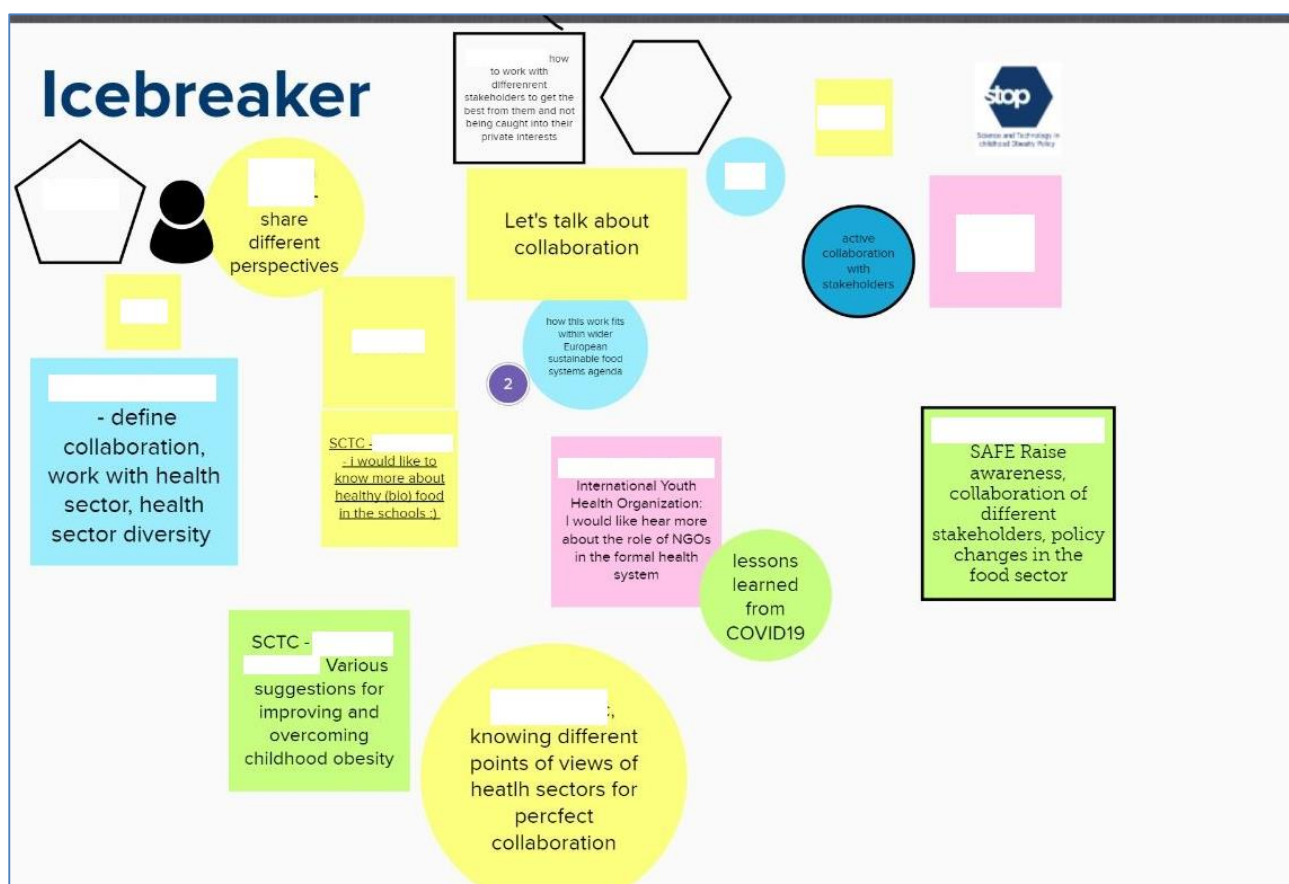 Icebreaker
how
to work with
differenrent
stakeholders to get the
best from them and not
being caught into their
private interests
stop
Science and Technology in
childhood Obesity Policy
share
different
perspectives
Let's talk about
collaboration
active
collaboration
with
stakeholders
how this work fits
within wider
European
sustainable food
systems agenda
2
- define
collaboration,
work with health
sector, health
sector diversity
SCTC -
- i would like to
know more about
healthy (bio) food
in the schools :)
International Youth
Health Organization:
I would like hear more
about the role of NGOs
in the formal health
system
SAFE Raise
awareness,
collaboration of
different
stakeholders, policy
changes in the
food sector
lessons
learned
from
COVID19
SCTC -
Various
suggestions for
improving and
overcoming
childhood obesity
knowing different
points of views of
heatlh sectors for
percfect
collaboration